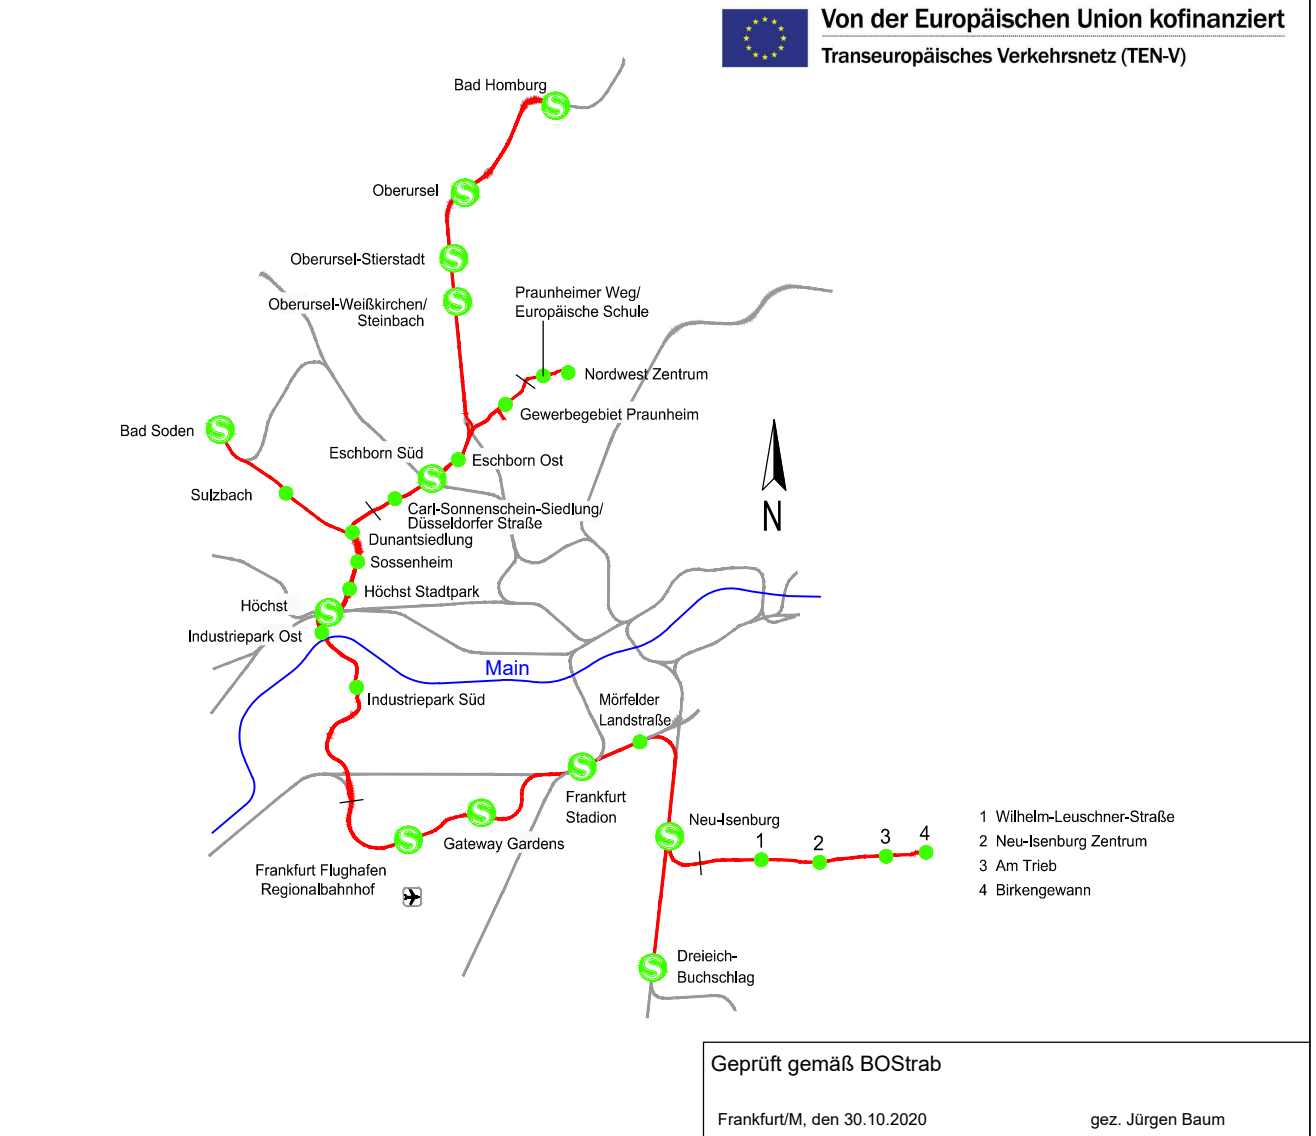 Von der Europäischen Union kofinanziert
Transeuropäisches Verkehrsnetz (TEN-V)
Bad Homburg
S
Oberursel
S
Oberursel-Stierstadt
S
Oberursel-Weißkirchen/
Steinbach
S
Praunheimer Weg/
Europäische Schule
Nordwest Zentrum
Gewerbegebiet Praunheim
Bad Soden
S
Eschborn Süd
S
Eschborn Ost
Sulzbach
Carl-Sonnenschein-Siedlung/
Düsseldorfer Straße
Dunantsiedlung
Sossenheim
Höchst Stadtpark
Höchst
S
Industriepark Ost
Main
Industriepark Süd
Mörfelder
Landstraße
N
Frankfurt
Stadion
S
Gateway Gardens
S
Frankfurt Flughafen
Regionalbahnhof
S
Neu-Isenburg
S
1
2
3
4
1 Wilhelm-Leuschner-Straße
2 Neu-Isenburg Zentrum
3 Am Trieb
4 Birkengewann
Dreieich-
Buchschlag
S
Geprüft gemäß BOStrab
Frankfurt/M, den 30.10.2020 gez. Jürgen Baum